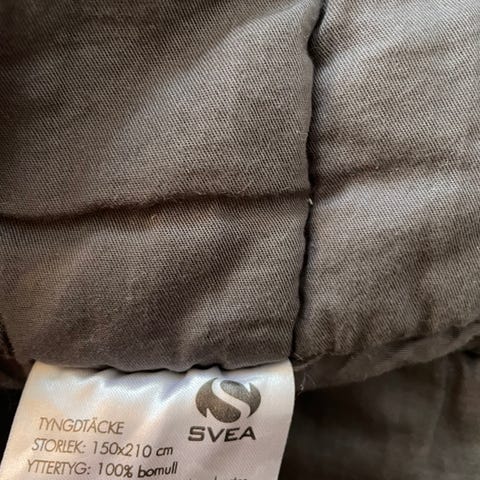 SVEA
TYNGDTÄCKE
STORLEK: 150x210 cm
YTTERTYG: 100% bomull